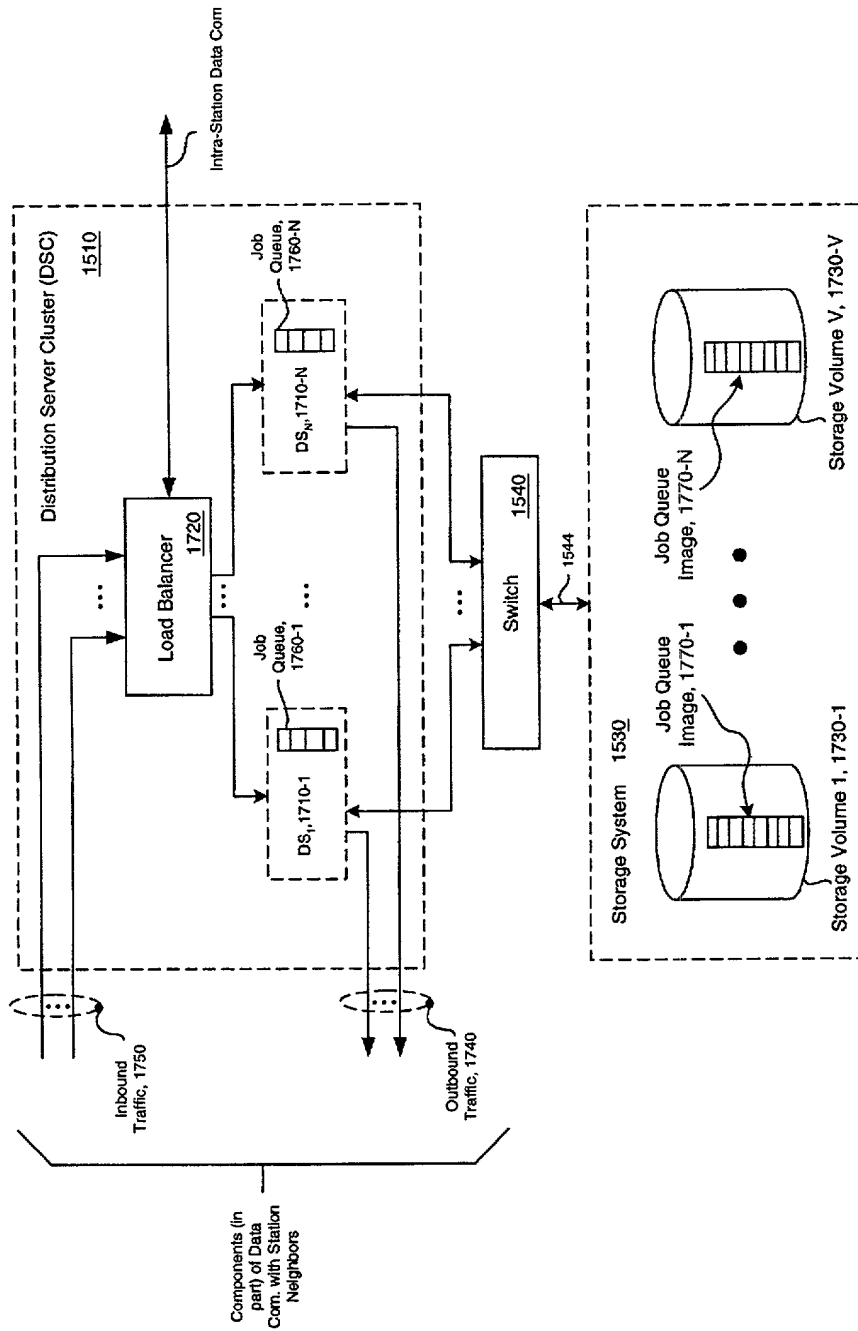 Components (in
part) of Data
Com. with Station
Neighbors
Inbound
Traffic, 1750
Outbound
Traffic, 1740
Distribution Server Cluster (DSC)
1510
Intra-Station Data Com
Load Balancer
1720
...
...
...
...
DS1, 1710-1
Job
Queue,
1760-1
...
DSN, 1710-N
Job
Queue,
1760-N
...
Switch
1540
...
1544
Storage System 1530
Job Queue
Image, 1770-1
Job Queue
Image, 1770-N
Storage Volume 1, 1730-1
Storage Volume V, 1730-V